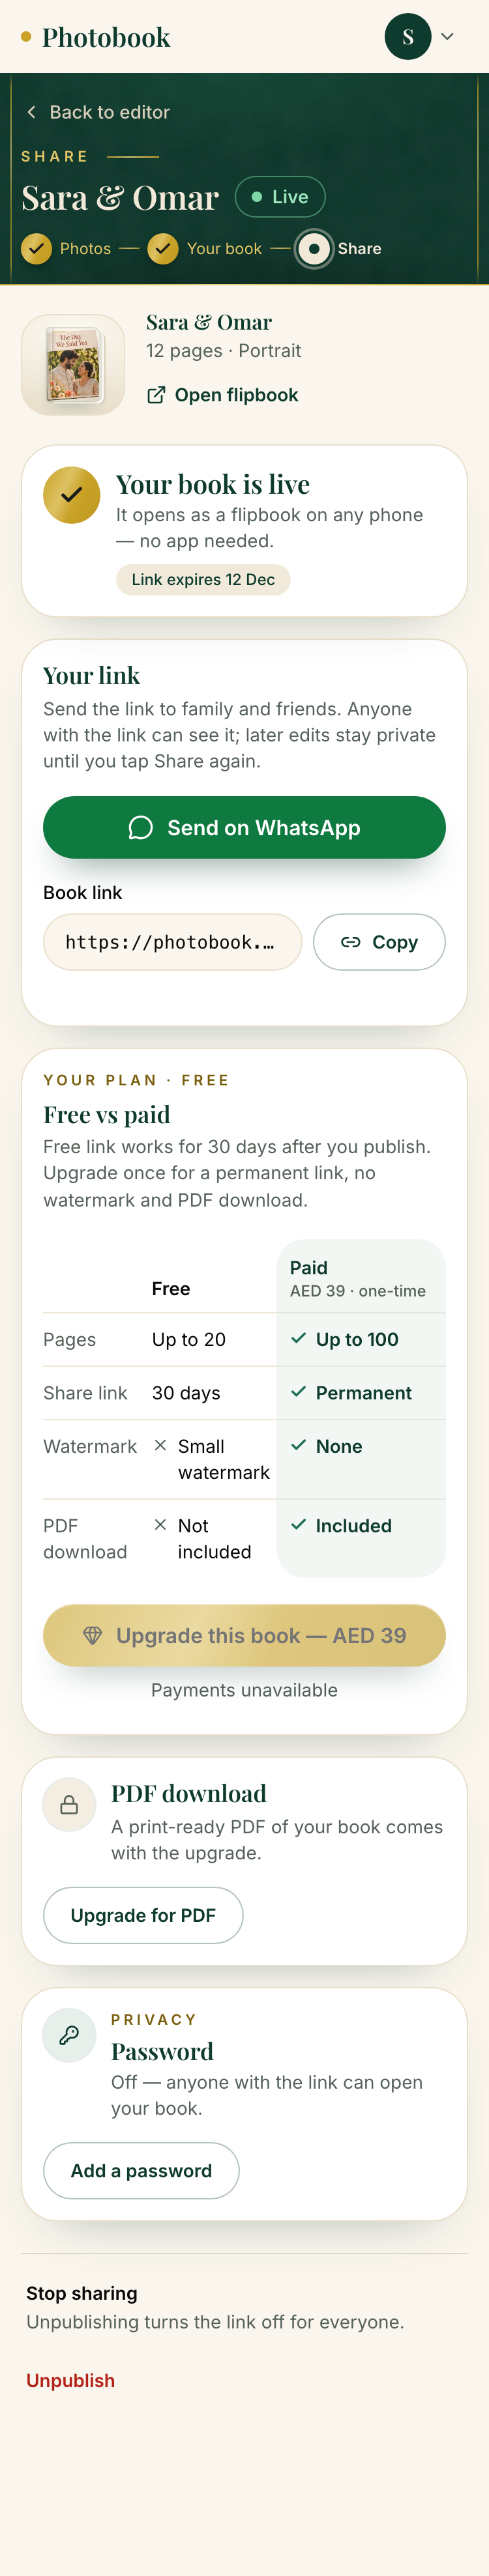 Photobook
S
Back to editor
SHARE
Sara & Omar
Live
Photos
Your book
Share
The Day
We Said Yes
Sara & Omar
12 pages · Portrait
Open flipbook
Your book is live
It opens as a flipbook on any phone
— no app needed.
Link expires 12 Dec
Your link
Send the link to family and friends. Anyone
with the link can see it; later edits stay private
until you tap Share again.
Send on WhatsApp
Book link
https://photobook.…
Copy
YOUR PLAN · FREE
Free vs paid
Free link works for 30 days after you publish.
Upgrade once for a permanent link, no
watermark and PDF download.
Free
Paid
AED 39 · one-time
Pages
Up to 20
Up to 100
Share link
30 days
Permanent
Watermark
Small
watermark
None
PDF
download
Not
included
Included
Upgrade this book — AED 39
Payments unavailable
PDF download
A print-ready PDF of your book comes
with the upgrade.
Upgrade for PDF
PRIVACY
Password
Off — anyone with the link can open
your book.
Add a password
Stop sharing
Unpublishing turns the link off for everyone.
Unpublish